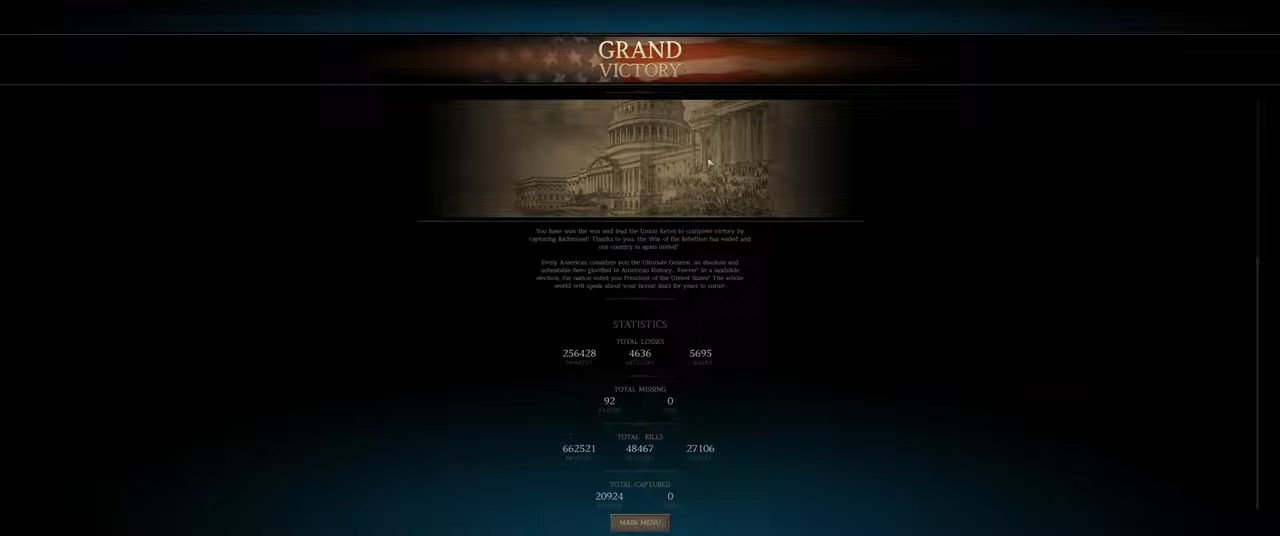 GRAND
VICTORY
You have won the war and lead the Union forces to complete victory by
capturing Richmond! Thanks to you, the War of the Rebellion has ended and
our country is again united!
Every American considers you the Ultimate General, an absolute and
unbeatable hero glorified in American History... Forever! In a landslide
election, the nation voted you President of the United States! The whole
world will speak about your heroic feats for years to come!
STATISTICS
TOTAL LOSSES
256428 4636 5695
TOTAL MISSING
92 0
TOTAL KILLS
662521 48467 27106
TOTAL CAPTURED
20924 0
MAIN MENU